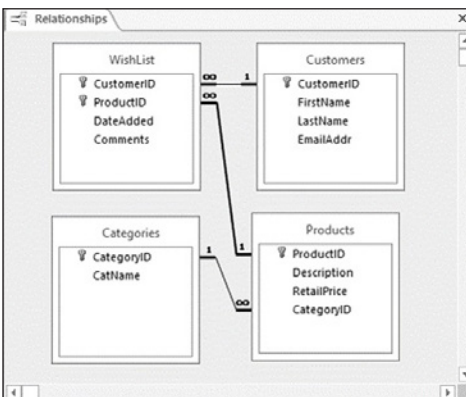 Relationships
WishList
CustomerID
ProductID
DateAdded
Comments
∞
1
∞
Customers
CustomerID
FirstName
LastName
EmailAddr
Categories
CategoryID
CatName
1
1
∞
Products
ProductID
Description
RetailPrice
CategoryID